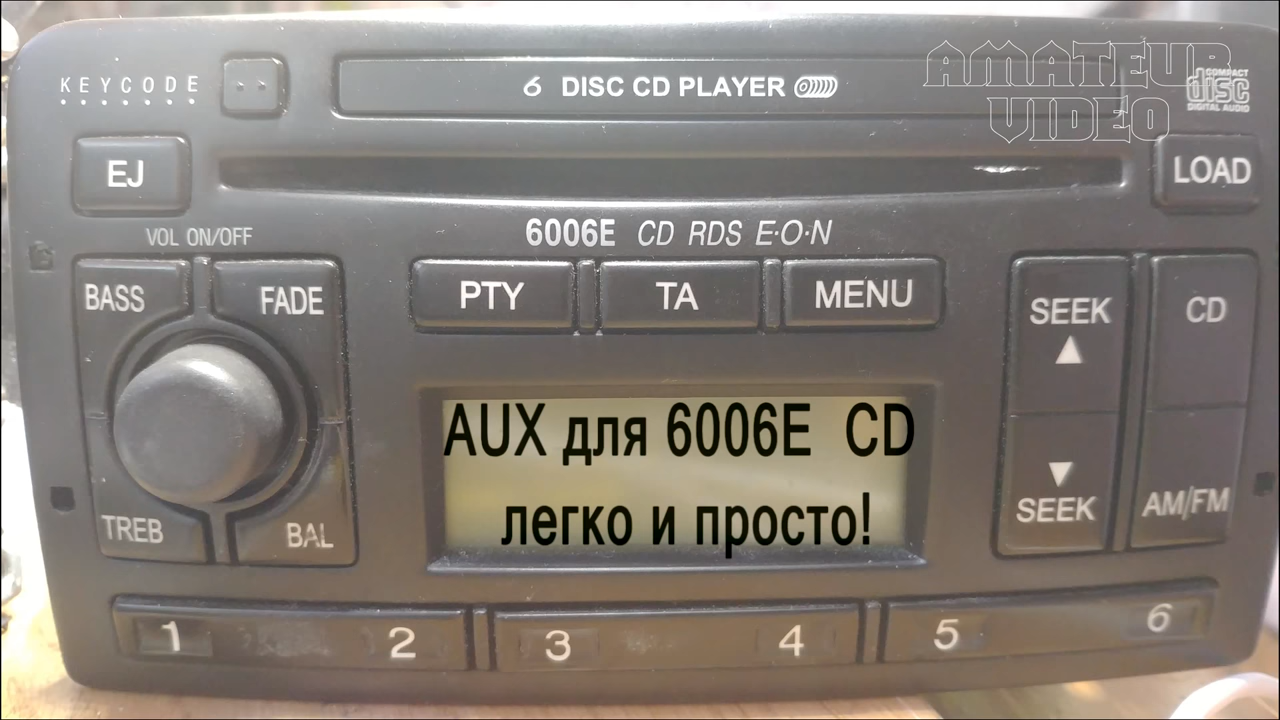 AMATEUR
VIDEO
KEYCODE
6 DISC CD PLAYER
COMPACT
disc
DIGITAL AUDIO
EJ
LOAD
VOL ON/OFF
6006E CD RDS E·O·N
BASS
FADE
PTY
TA
MENU
SEEK
CD
AUX для 6006E CD
легко и просто!
TREB
BAL
SEEK
AM/FM
1
2
3
4
5
6